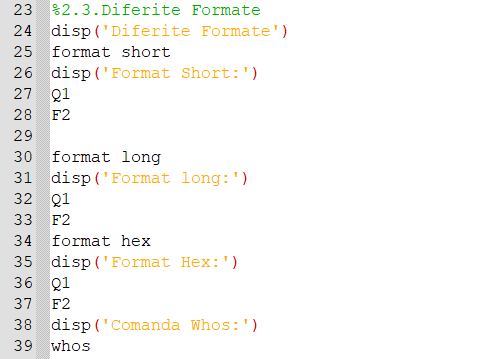 23 %2.3.Diferite Formate
24 disp('Diferite Formate')
25 format short
26 disp('Format Short:')
27 Q1
28 F2
29
30 format long
31 disp('Format long:')
32 Q1
33 F2
34 format hex
35 disp('Format Hex:')
36 Q1
37 F2
38 disp('Comanda Whos:')
39 whos